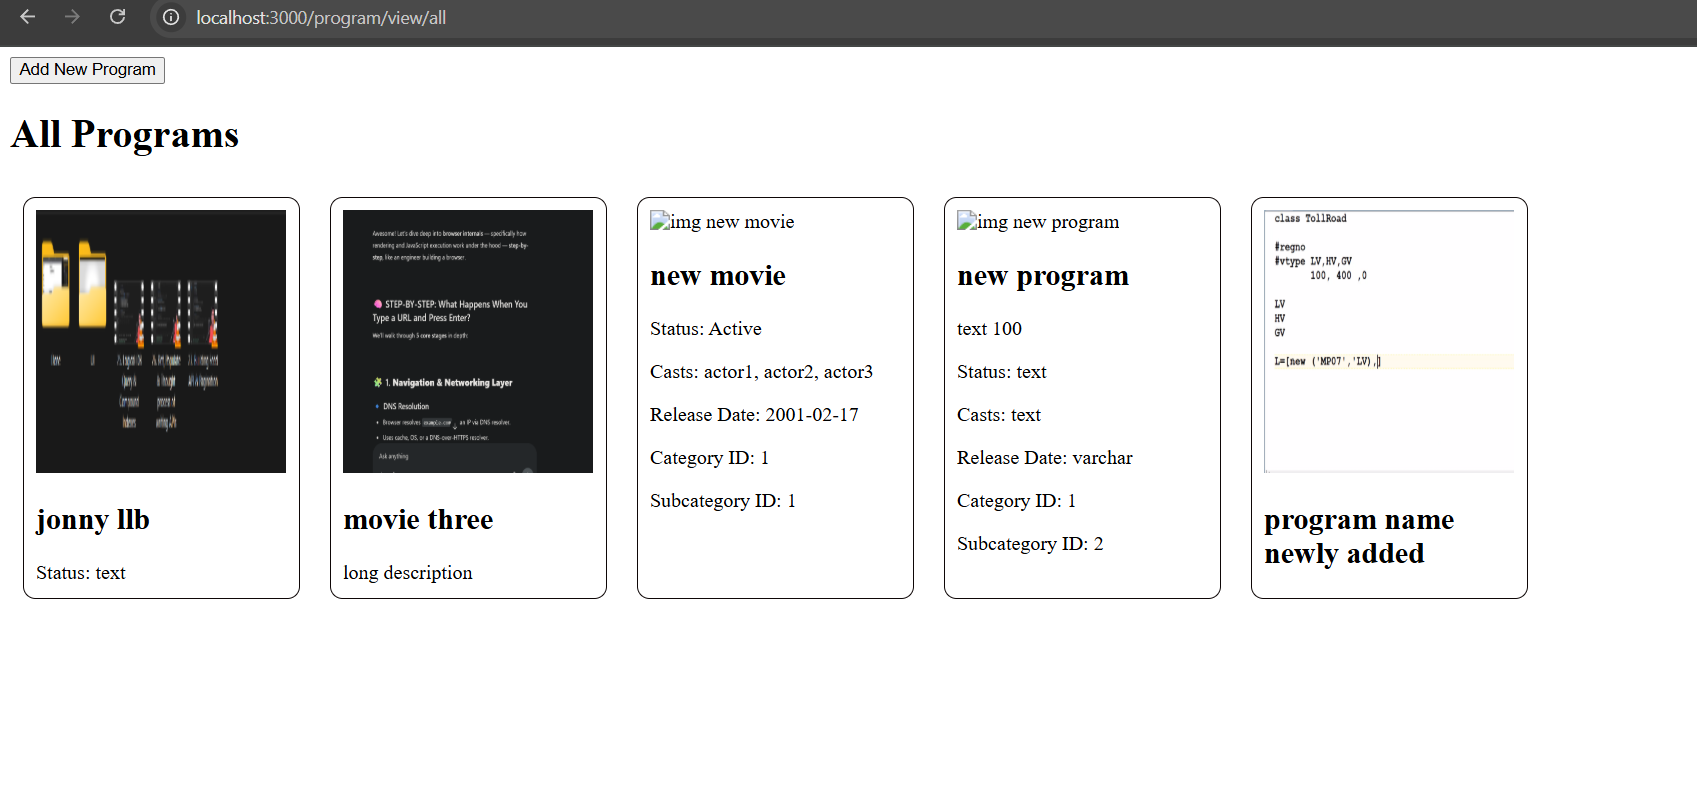 localhost:3000/program/view/all
Add New Program
All Programs
jonny llb
Status: text
Awesome! Let's dive deep into browser internals — specifically how
rendering and JavaScript execution work under the hood — step-by-
step, like an engineer building a browser.
🧠 STEP-BY-STEP: What Happens When You
Type a URL and Press Enter?
We'll walk through 5 core stages in depth:
🧩 1. Navigation & Networking Layer
DNS Resolution
Browser resolves example.com an IP via DNS resolver.
Uses cache, OS, or a DNS-over-HTTPS resolver.
Ask anything
movie three
long description
img new movie
new movie
Status: Active
Casts: actor1, actor2, actor3
Release Date: 2001-02-17
Category ID: 1
Subcategory ID: 1
img new program
new program
text 100
Status: text
Casts: text
Release Date: varchar
Category ID: 1
Subcategory ID: 2
class TollRoad
#regno
#vtype LV,HV,GV
100, 400 ,0
LV
HV
GV
L=[new ('MP07','LV),]
program name
newly added